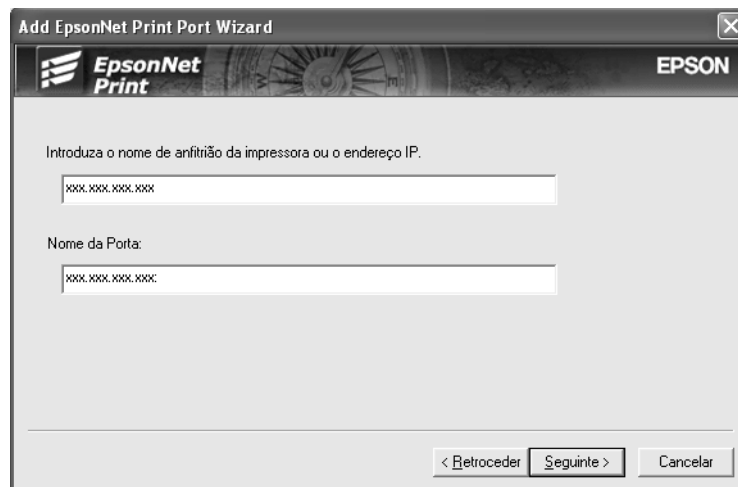 Add EpsonNet Print Port Wizard
EpsonNet
Print
EPSON
W
E
Introduza o nome de anfitrião da impressora ou o endereço IP.
xxx.xxx.xxx.xxx
Nome da Porta:
xxx.xxx.xxx.xxx:
< Retroceder
Seguinte >
Cancelar